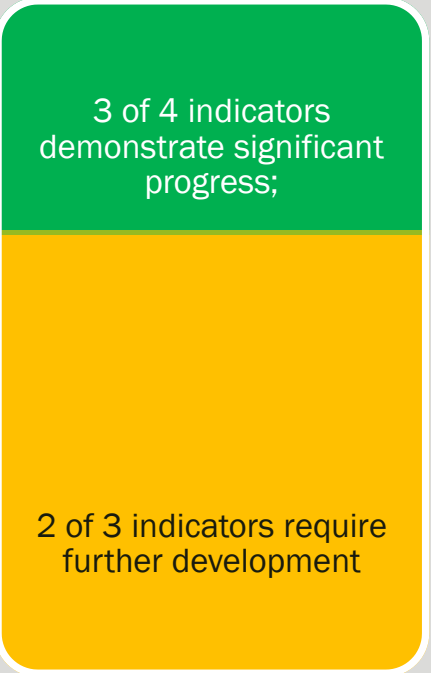 3 of 4 indicators
demonstrate significant
progress;
2 of 3 indicators require
further development